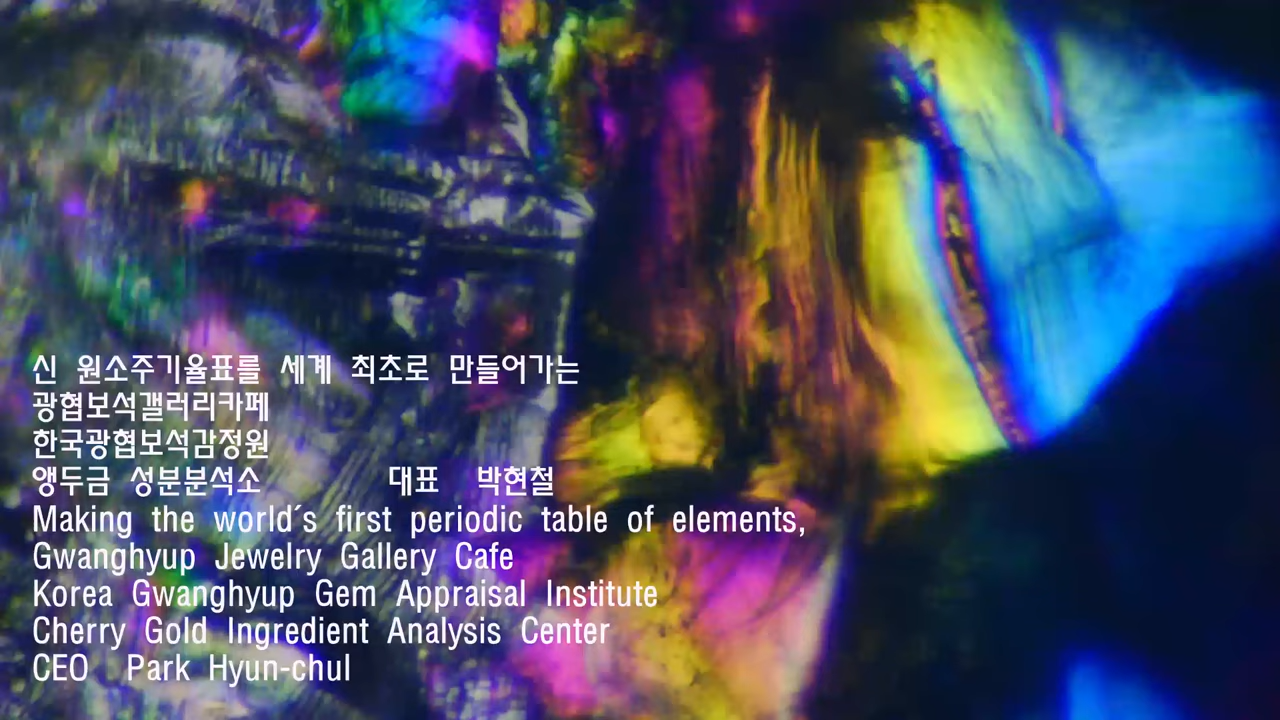 신 원소주기율표를 세계 최초로 만들어가는
광협보석갤러리카페
한국광협보석감정원
앵두금 성분분석소 대표 박현철
Making the world´s first periodic table of elements,
Gwanghyup Jewelry Gallery Cafe
Korea Gwanghyup Gem Appraisal Institute
Cherry Gold Ingredient Analysis Center
CEO Park Hyun-chul